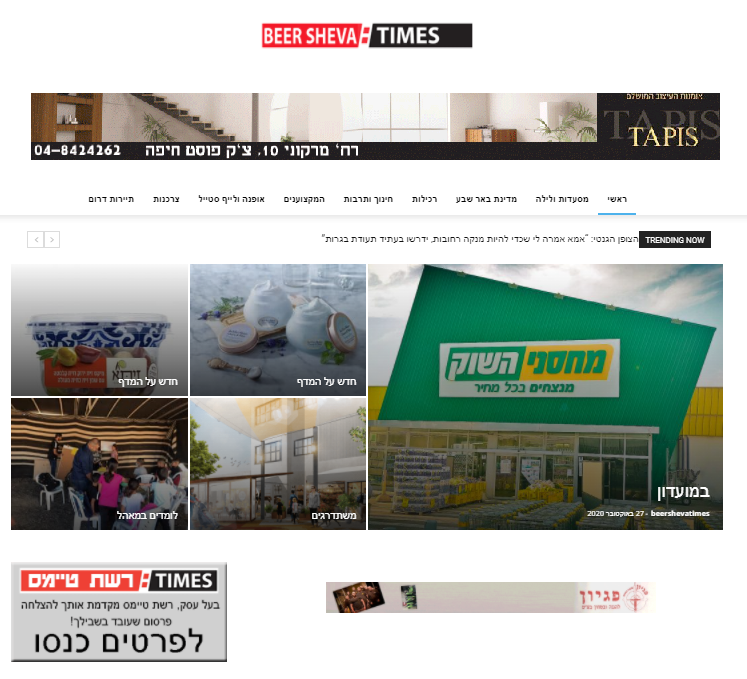 BEER SHEVA:TIMES
אומנות העיצוב המושלם
TAPIS
TAPIS
רח' מרקוני 10, צ'ק פוסט חיפה 04-8424262
ראשי מסעדות ולילה מדינת באר שבע רכילות חינוך ותרבות המקצוענים אופנה ולייף סטייל צרכנות תיירות דרום
TRENDING NOW
הצופן הגנטי: "אמא אמרה לי שכדי להיות מנקה רחובות, ידרשו בעתיד תעודת בגרות"
מחסני השוק
מנצחים בכל מחיר
במועדון
beershevatimes - 27 באוקטובר 2020
חדש על המדף
חדש על המדף
משתדרגים
לומדים במאהל
פגיון
רשת טיימס:TIMES
בעל עסק, רשת טיימס מקדמת אותך להצלחה
פרסום שעובד בשבילך!
לפרטים כנסו